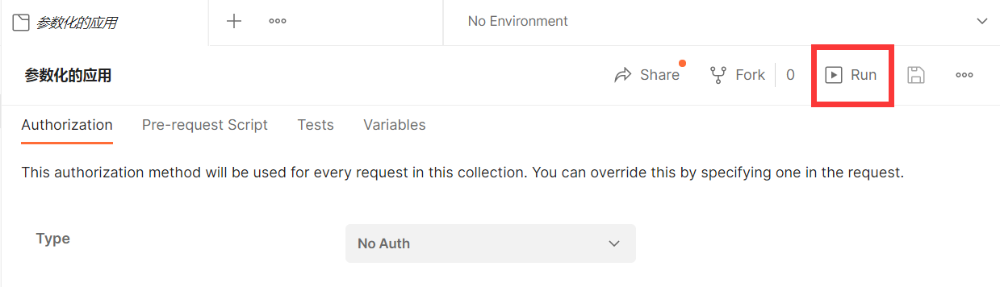 参数化的应用 No Environment
参数化的应用 Share Fork 0 Run
Authorization Pre-request Script Tests Variables
This authorization method will be used for every request in this collection. You can override this by specifying one in the request.
Type No Auth